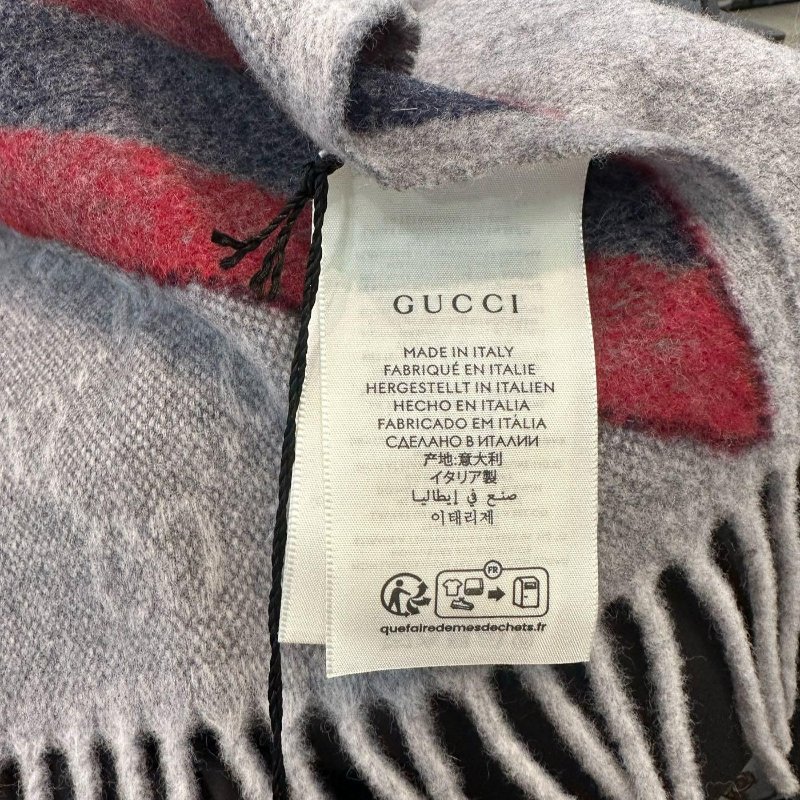 GUCCI
MADE IN ITALY
FABRIQUÉ EN ITALIE
HERGESTELLT IN ITALIEN
HECHO EN ITALIA
FABRICADO EM ITÀLIA
СДЕЛАНО В ИТАЛИИ
产地:意大利
イタリア製
صنع في إيطاليا
이태리제
FR
quefairedemesdechets.fr